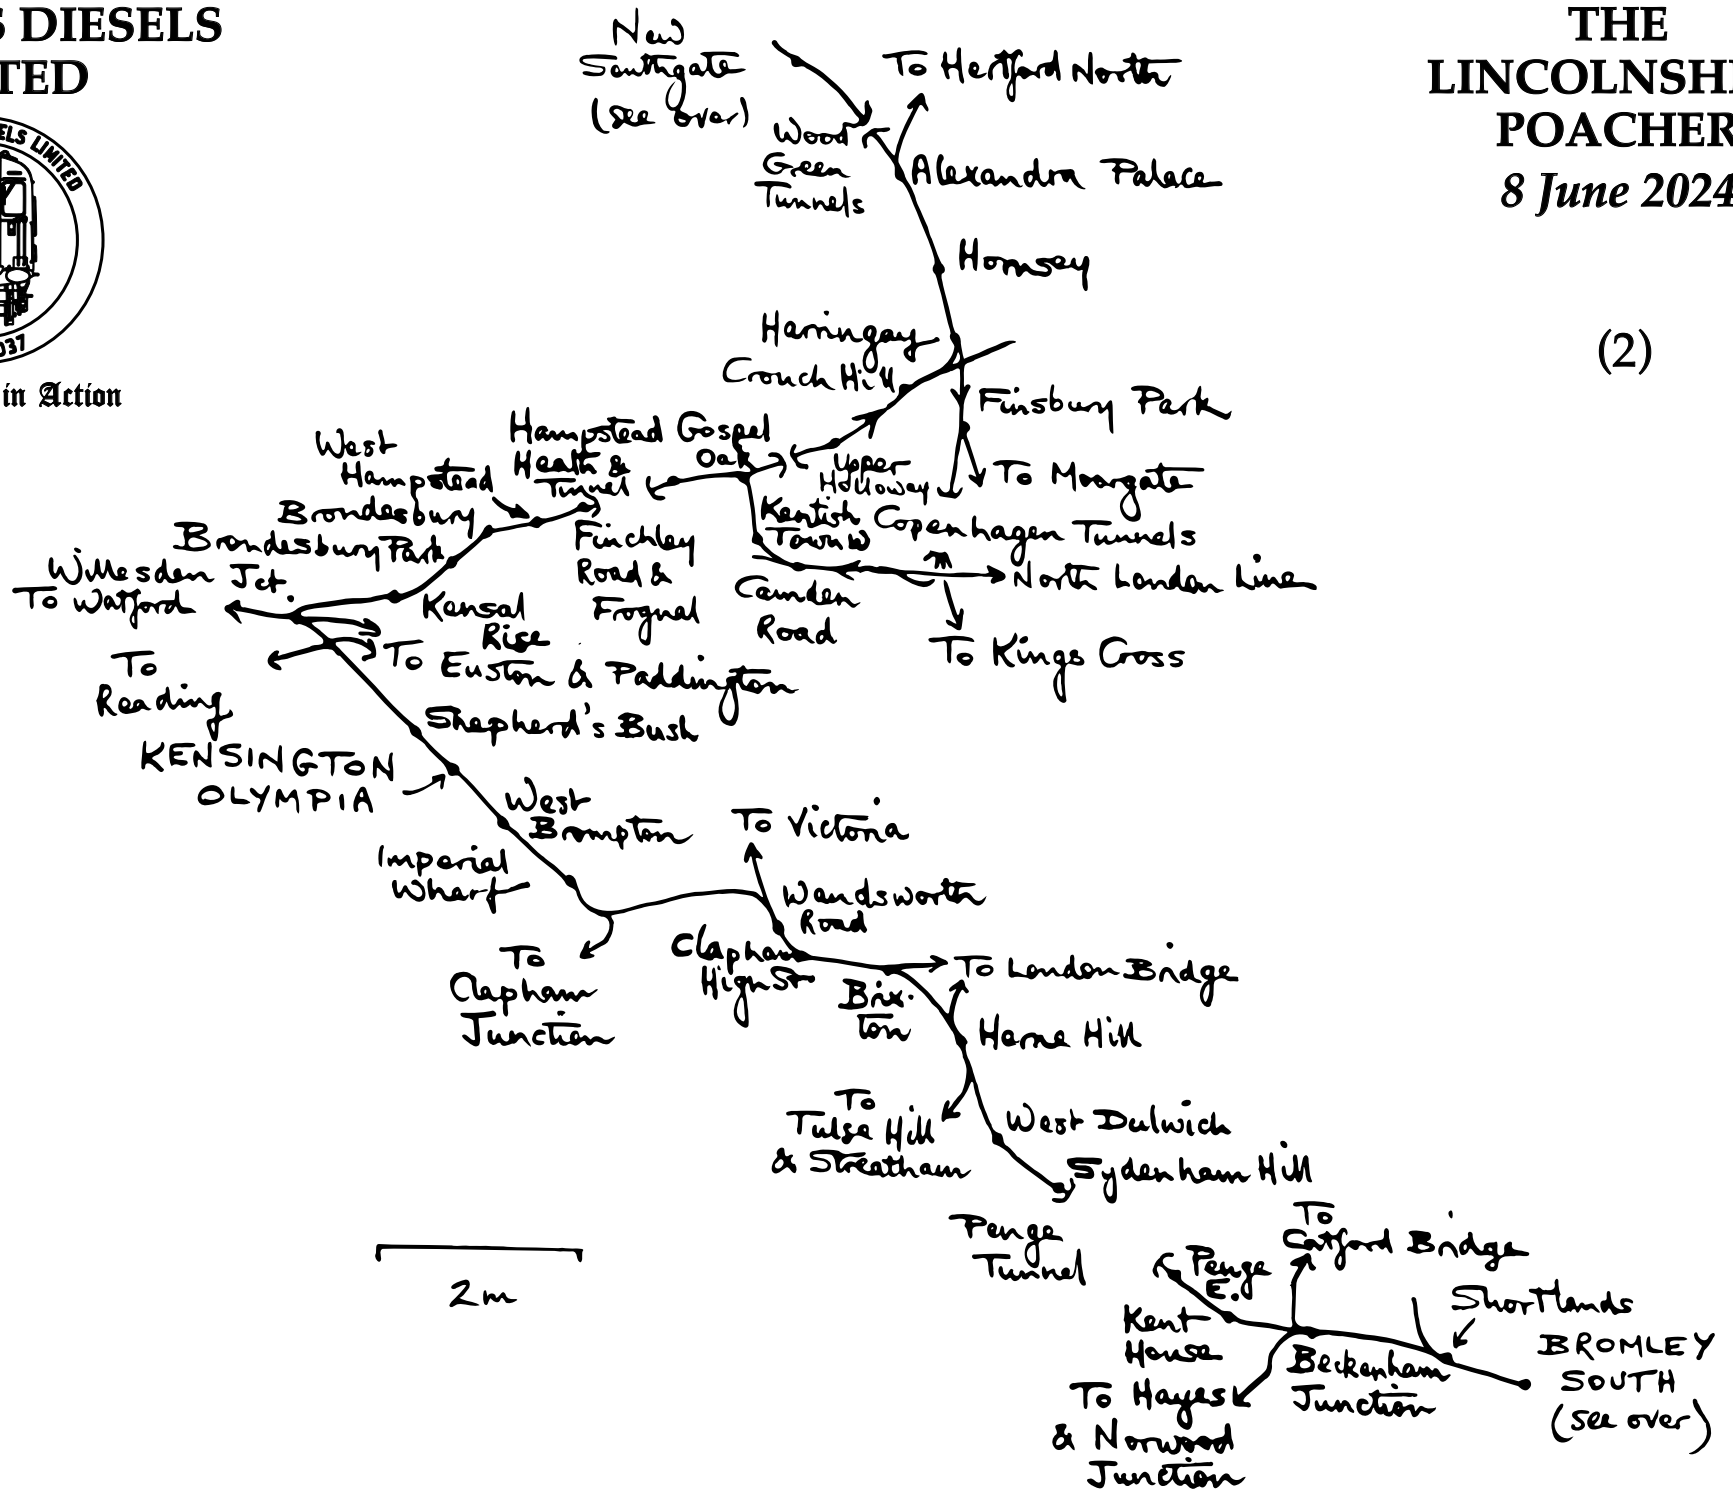 S DIESELS
TED
ELS LIMITED
037
in Action
THE
LINCOLNSHI
POACHER
8 June 2024
(2)
New
Southgate
(see over)
To Hertford North
Wood
Green
Tunnels
Alexandra Palace
Hornsey
Harringay
Crouch Hill
Finsbury Park
To Moorgate
Hampstead
Heath &
Tunnel
Gospel
Oak
Upper
Holloway
West
Hampstead
Brondesbury
Brondesbury Park
Finchley
Road &
Frognal
Kentish
Town W
Copenhagen Tunnels
North London Line
Camden
Road
To Kings Cross
Willesden Jct.
To Watford
Kensal
Rise
To Euston & Paddington
To
Reading
Shepherd's Bush
KENSINGTON
OLYMPIA
West
Brompton
Imperial
Wharf
To Victoria
Wandsworth
Road
To
Clapham
Junction
Clapham
High St
To London Bridge
Brix-
ton
Herne Hill
To
Tulse Hill
& Streatham
West Dulwich
Sydenham Hill
Penge
Tunnel
2m
Penge
E.
To
Catford Bridge
Kent
House
Shortlands
BROMLEY
SOUTH
(see over)
Beckenham
Junction
To Hayes
& Norwood
Junction